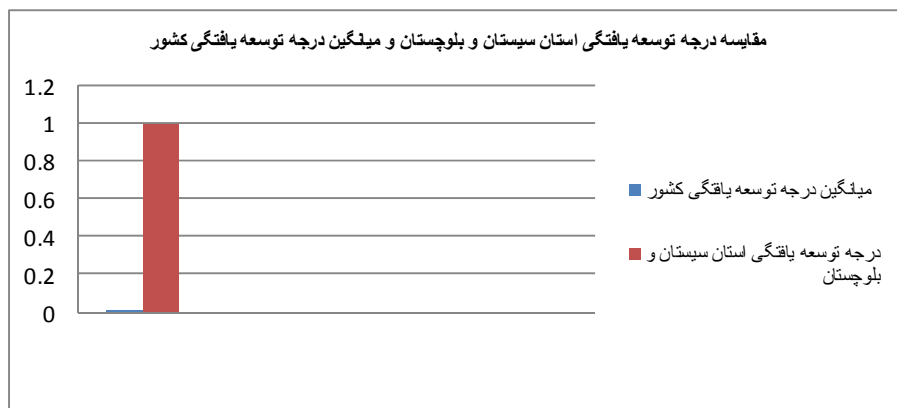 مقایسه درجه توسعه یافتگی استان سیستان و بلوچستان و میانگین درجه توسعه یافتگی کشور
1.2
1
0.8
0.6
0.4
0.2
0
میانگین درجه توسعه یافتگی کشور
درجه توسعه یافتگی استان سیستان و
بلوچستان